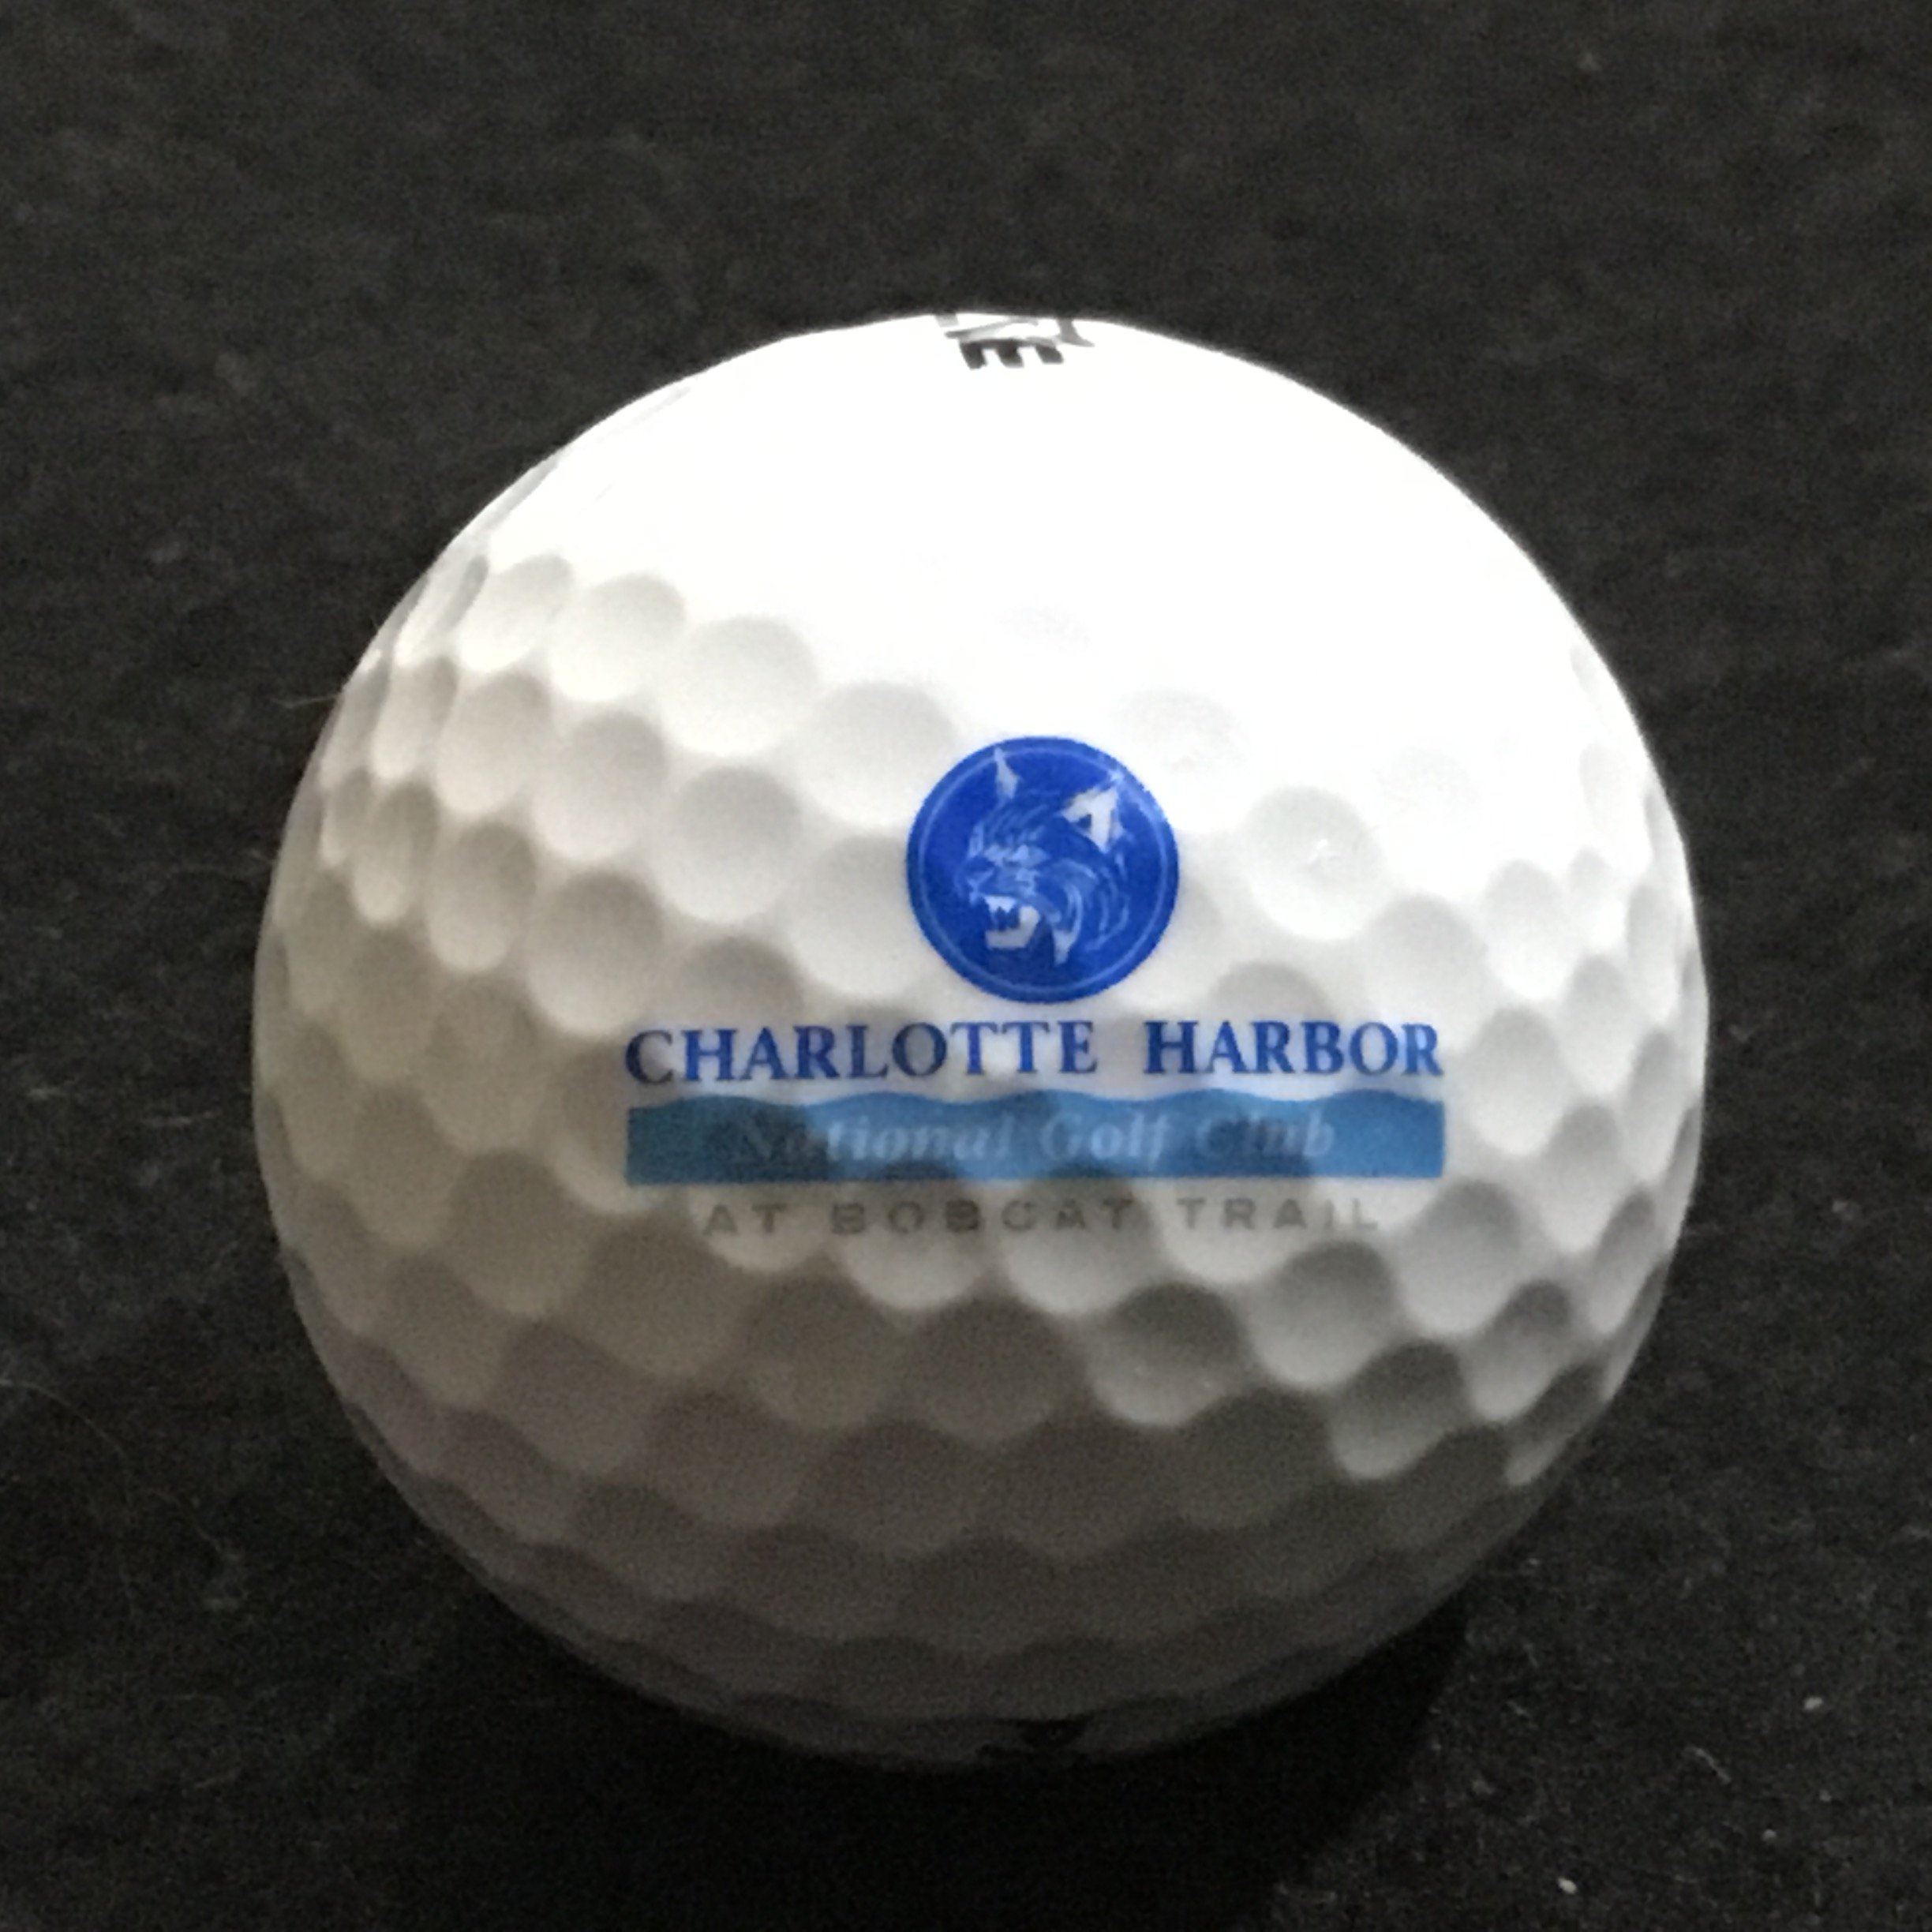 CHARLOTTE HARBOR
National Golf Club
AT BOBCAT TRAIL